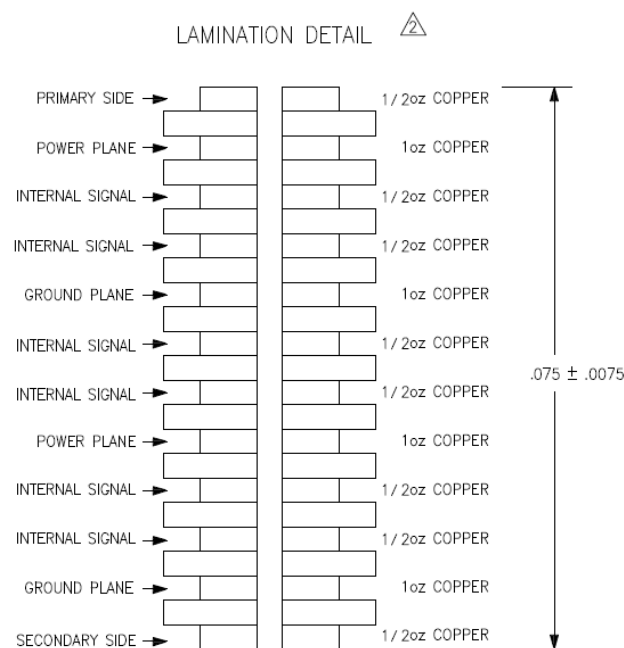 LAMINATION DETAIL 2
PRIMARY SIDE 1/2oz COPPER
POWER PLANE 1oz COPPER
INTERNAL SIGNAL 1/2oz COPPER
INTERNAL SIGNAL 1/2oz COPPER
GROUND PLANE 1oz COPPER
INTERNAL SIGNAL 1/2oz COPPER
INTERNAL SIGNAL 1/2oz COPPER
.075 ± .0075
POWER PLANE 1oz COPPER
INTERNAL SIGNAL 1/2oz COPPER
INTERNAL SIGNAL 1/2oz COPPER
GROUND PLANE 1oz COPPER
SECONDARY SIDE 1/2oz COPPER